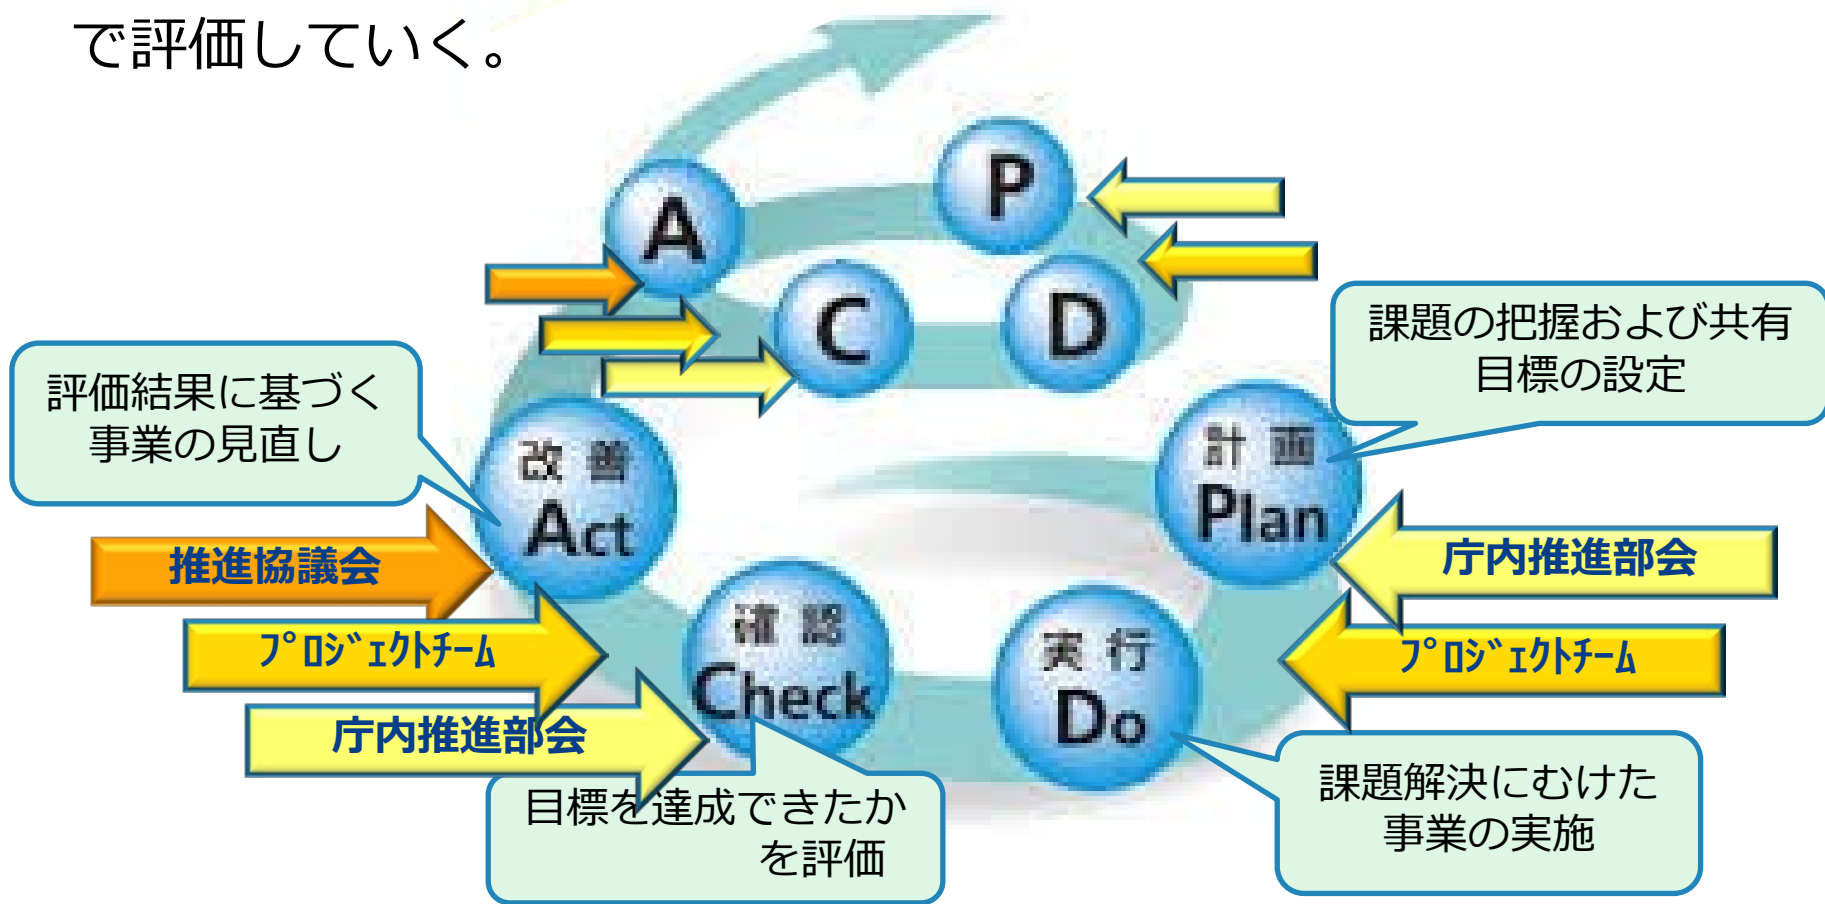 で評価していく。
P
A
C
D
課題の把握および共有
目標の設定
評価結果に基づく
事業の見直し
計画
Plan
改善
Act
庁内推進部会
推進協議会
確認
Check
実行
Do
ﾌﾟﾛｼﾞｪｸﾄﾁｰﾑ
ﾌﾟﾛｼﾞｪｸﾄﾁｰﾑ
庁内推進部会
目標を達成できたか
を評価
課題解決にむけた
事業の実施